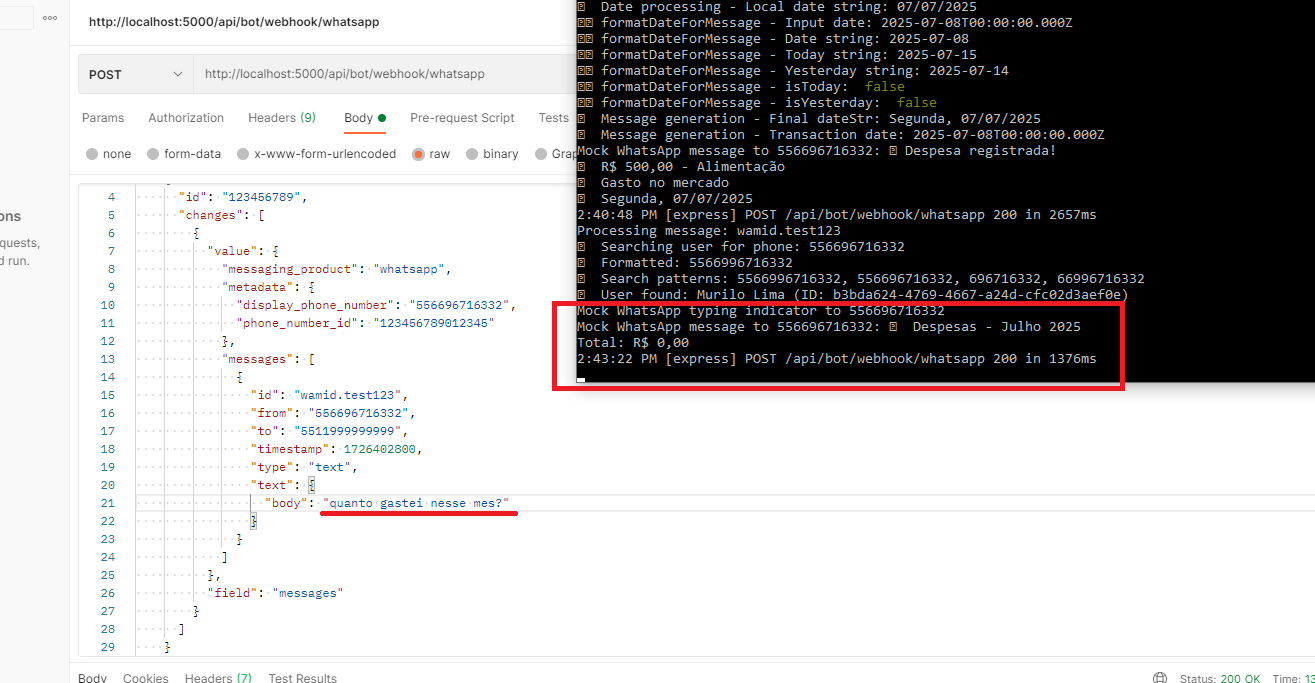 http://localhost:5000/api/bot/webhook/whatsapp
POST
http://localhost:5000/api/bot/webhook/whatsapp
Params Authorization Headers (9) Body Pre-request Script Tests
none form-data x-www-form-urlencoded raw binary Grap
ons
quests,
d run.
4 "id": "123456789",
5 "changes": [
6 {
7 "value": {
8 "messaging_product": "whatsapp",
9 "metadata": {
10 "display_phone_number": "556696716332",
11 "phone_number_id": "123456789012345"
12 },
13 "messages": [
14 {
15 "id": "wamid.test123",
16 "from": "556696716332",
17 "to": "5511999999999",
18 "timestamp": 1726402800,
19 "type": "text",
20 "text": {
21 "body": "quanto gastei nesse mes?"
22 }
23 }
24 ]
25 },
26 "field": "messages"
27 }
28 ]
29 }
Body Cookies Headers (7) Test Results
Status: 200 OK Time: 13
Date processing - Local date string: 07/07/2025
formatDateForMessage - Input date: 2025-07-08T00:00:00.000Z
formatDateForMessage - Date string: 2025-07-08
formatDateForMessage - Today string: 2025-07-15
formatDateForMessage - Yesterday string: 2025-07-14
formatDateForMessage - isToday: false
formatDateForMessage - isYesterday: false
Message generation - Final dateStr: Segunda, 07/07/2025
Message generation - Transaction date: 2025-07-08T00:00:00.000Z
Mock WhatsApp message to 556696716332: Despesa registrada!
R$ 500,00 - Alimentação
Gasto no mercado
Segunda, 07/07/2025
2:40:48 PM [express] POST /api/bot/webhook/whatsapp 200 in 2657ms
Processing message: wamid.test123
Searching user for phone: 556696716332
Formatted: 5566996716332
Search patterns: 5566996716332, 556696716332, 696716332, 66996716332
User found: Murilo Lima (ID: b3bda624-4769-4667-a24d-cfc02d3aef0e)
Mock WhatsApp typing indicator to 556696716332
Mock WhatsApp message to 556696716332: Despesas - Julho 2025
Total: R$ 0,00
2:43:22 PM [express] POST /api/bot/webhook/whatsapp 200 in 1376ms